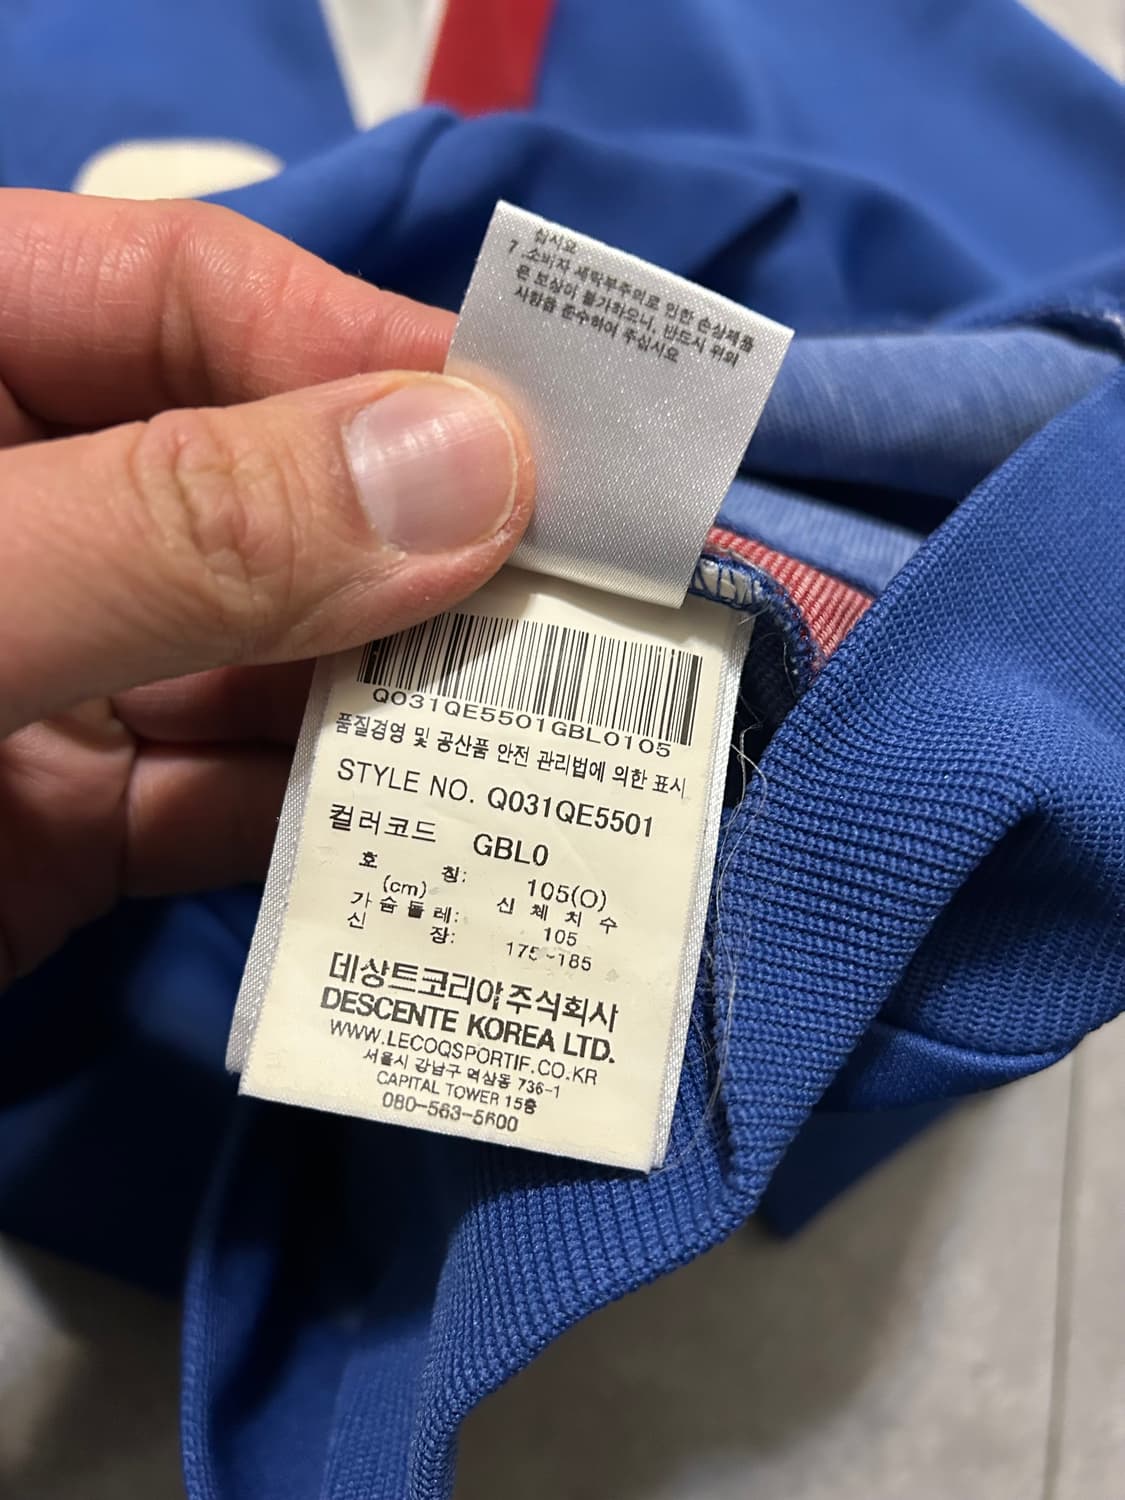 십시요
7 .소비자 세탁부주의로 인한 손상제품
은 보상이 불가하오니, 반드시 위의
사항을 준수하여 주십시요
Q031QE5501GBL0105
품질경영 및 공산품 안전 관리법에 의한 표시
STYLE NO. Q031QE5501
컬러코드 GBL0
호 칭: 105(O)
(cm) 신 체 치 수
가 슴 둘 레: 105
신 장: 175~185
데상트코리아주식회사
DESCENTE KOREA LTD.
WWW.LECOQSPORTIF.CO.KR
서울시 강남구 역삼동 736-1
CAPITAL TOWER 15층
080-563-5600